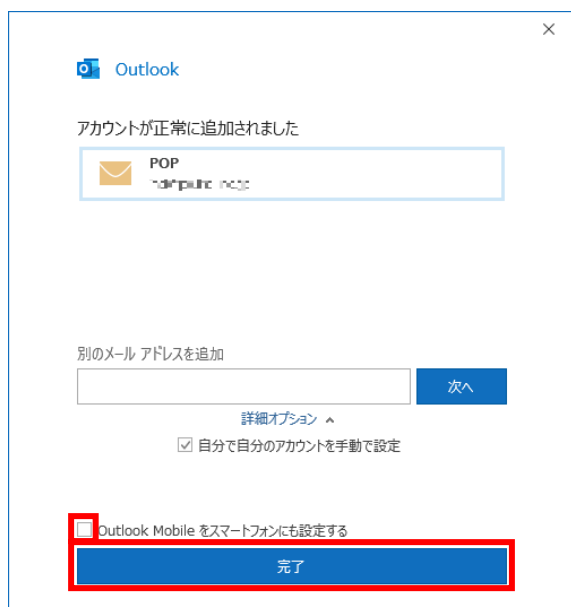 Outlook
アカウントが正常に追加されました
POP
別のメール アドレスを追加
次へ
詳細オプション
自分で自分のアカウントを手動で設定
Outlook Mobile をスマートフォンにも設定する
完了